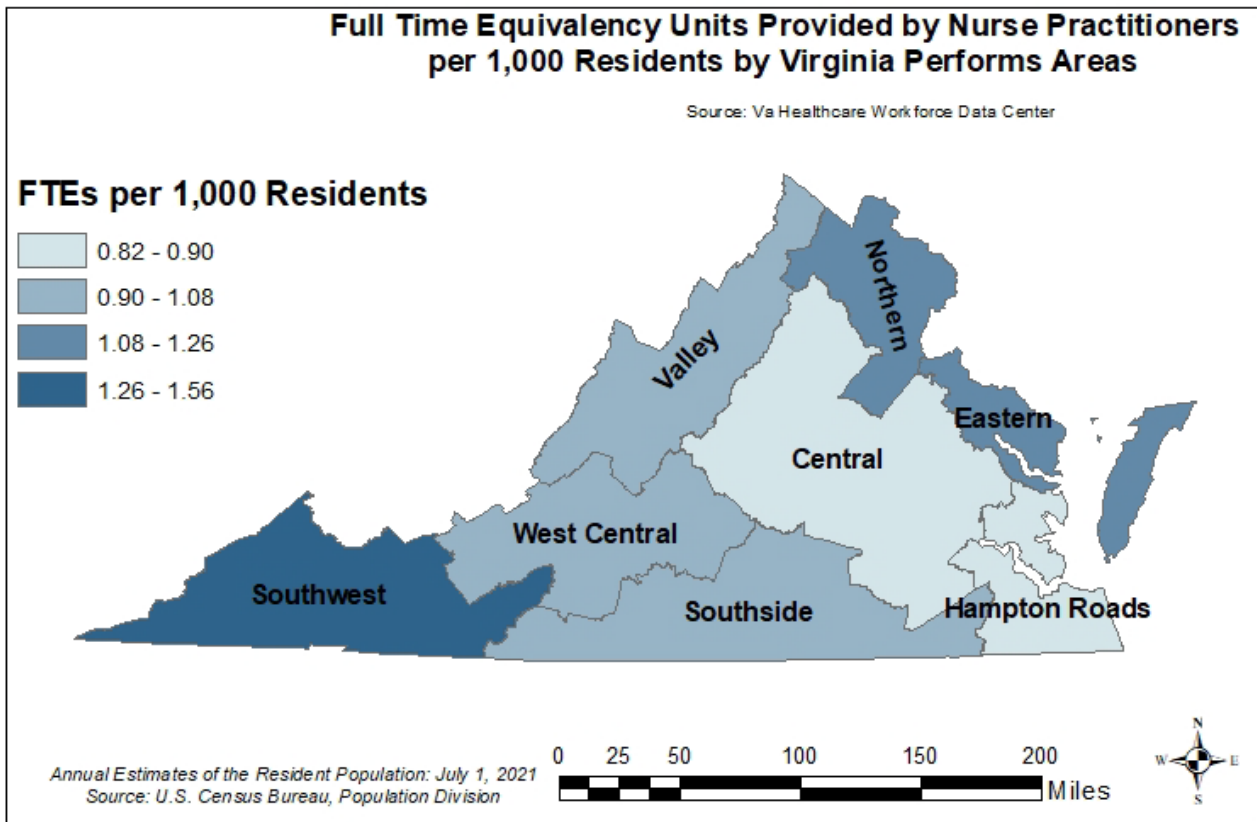 Full Time Equivalency Units Provided by Nurse Practitioners
per 1,000 Residents by Virginia Performs Areas
Source: Va Healthcare Workforce Data Center
FTEs per 1,000 Residents
0.82 - 0.90
0.90 - 1.08
1.08 - 1.26
1.26 - 1.56
Northern
Valley
Eastern
Central
West Central
Southwest
Southside
Hampton Roads
Annual Estimates of the Resident Population: July 1, 2021
Source: U.S. Census Bureau, Population Division
0 25 50 100 150 200
Miles
N
W E
S